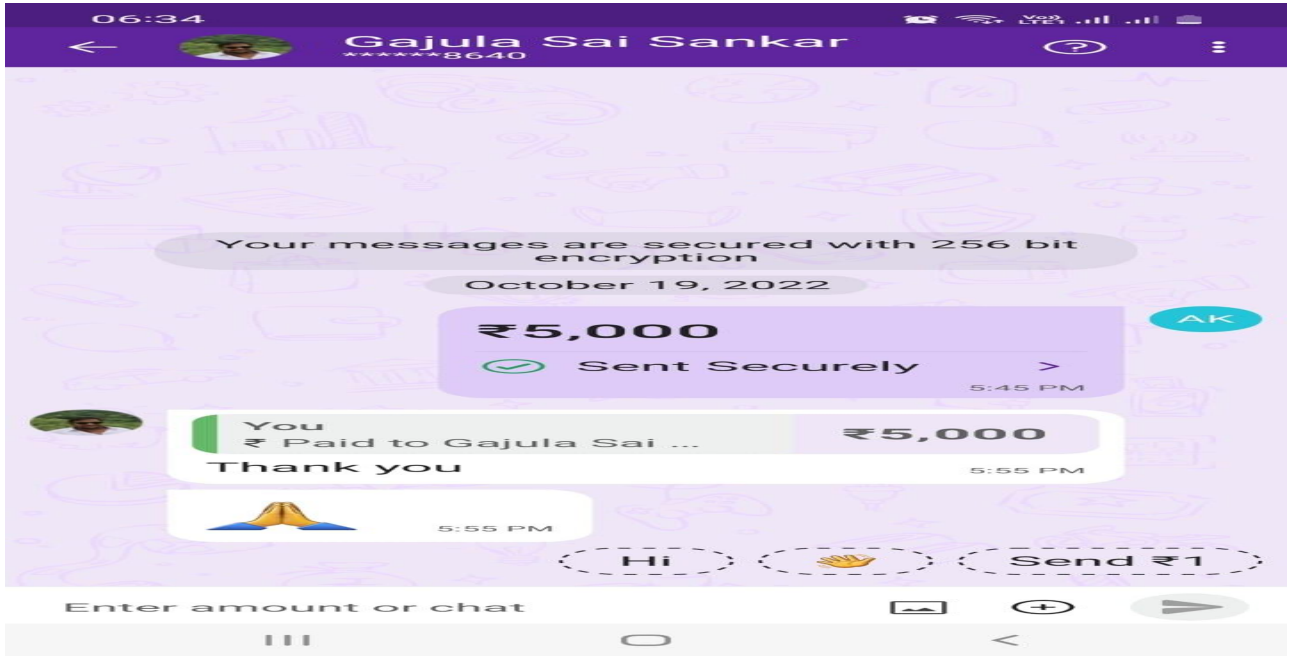 06:34
Vo))
LTE1
Gajula Sai Sankar
******8640
Your messages are secured with 256 bit
encryption
October 19, 2022
₹5,000
AK
Sent Securely
5:45 PM
You
₹ Paid to Gajula Sai ...
₹5,000
Thank you
5:55 PM
5:55 PM
Hi
Send ₹1
Enter amount or chat